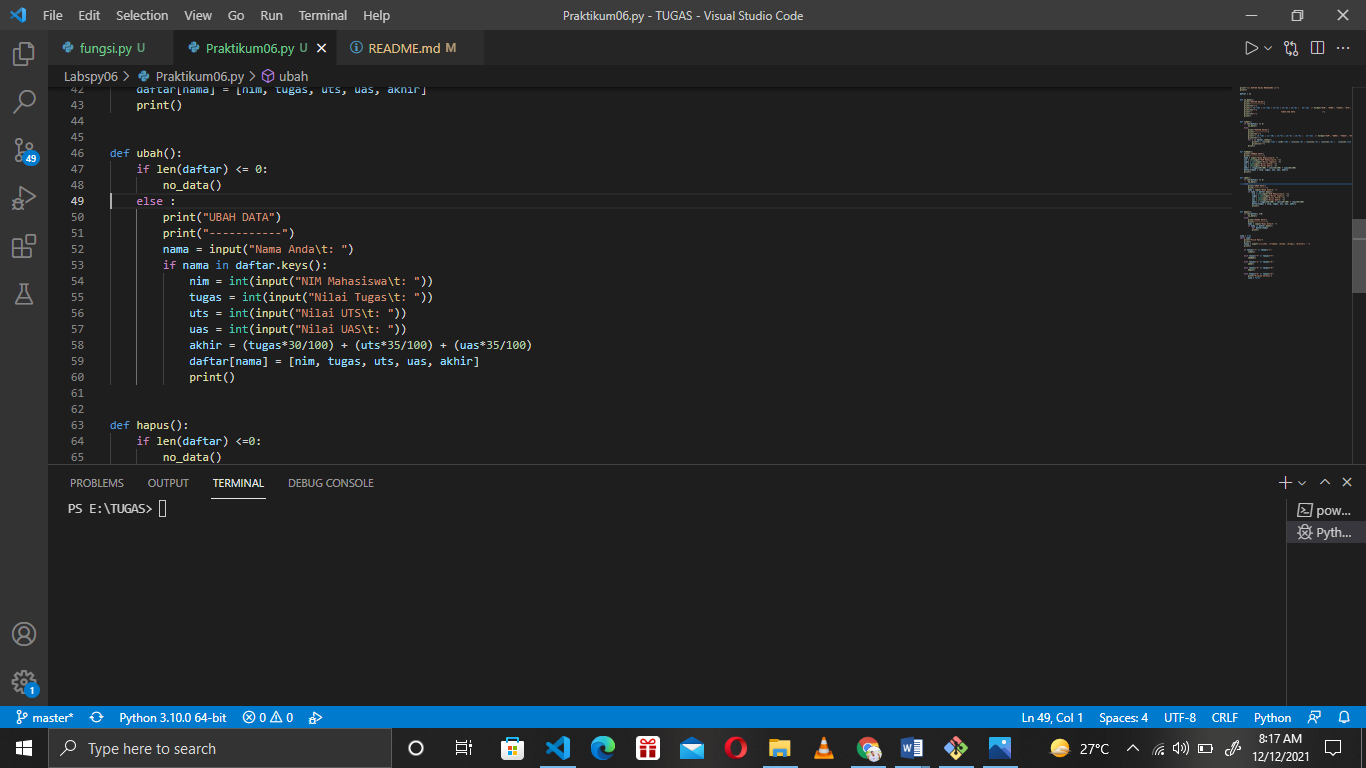 File Edit Selection View Go Run Terminal Help Praktikum06.py - TUGAS - Visual Studio Code
fungsi.py U Praktikum06.py U README.md M
Labspy06 > Praktikum06.py > ubah
42 daftar[nama] = [nim, tugas, uts, uas, akhir]
43 print()
44
45
46 def ubah():
47 if len(daftar) <= 0:
48 no_data()
49 else :
50 print("UBAH DATA")
51 print("-----------")
52 nama = input("Nama Anda\t: ")
53 if nama in daftar.keys():
54 nim = int(input("NIM Mahasiswa\t: "))
55 tugas = int(input("Nilai Tugas\t: "))
56 uts = int(input("Nilai UTS\t: "))
57 uas = int(input("Nilai UAS\t: "))
58 akhir = (tugas*30/100) + (uts*35/100) + (uas*35/100)
59 daftar[nama] = [nim, tugas, uts, uas, akhir]
60 print()
61
62
63 def hapus():
64 if len(daftar) <=0:
65 no_data()
49
PROBLEMS OUTPUT TERMINAL DEBUG CONSOLE
PS E:\TUGAS>
pow...
Pyth...
1
master* Python 3.10.0 64-bit 0 0 Ln 49, Col 1 Spaces: 4 UTF-8 CRLF Python
Type here to search 27°C 8:17 AM
12/12/2021